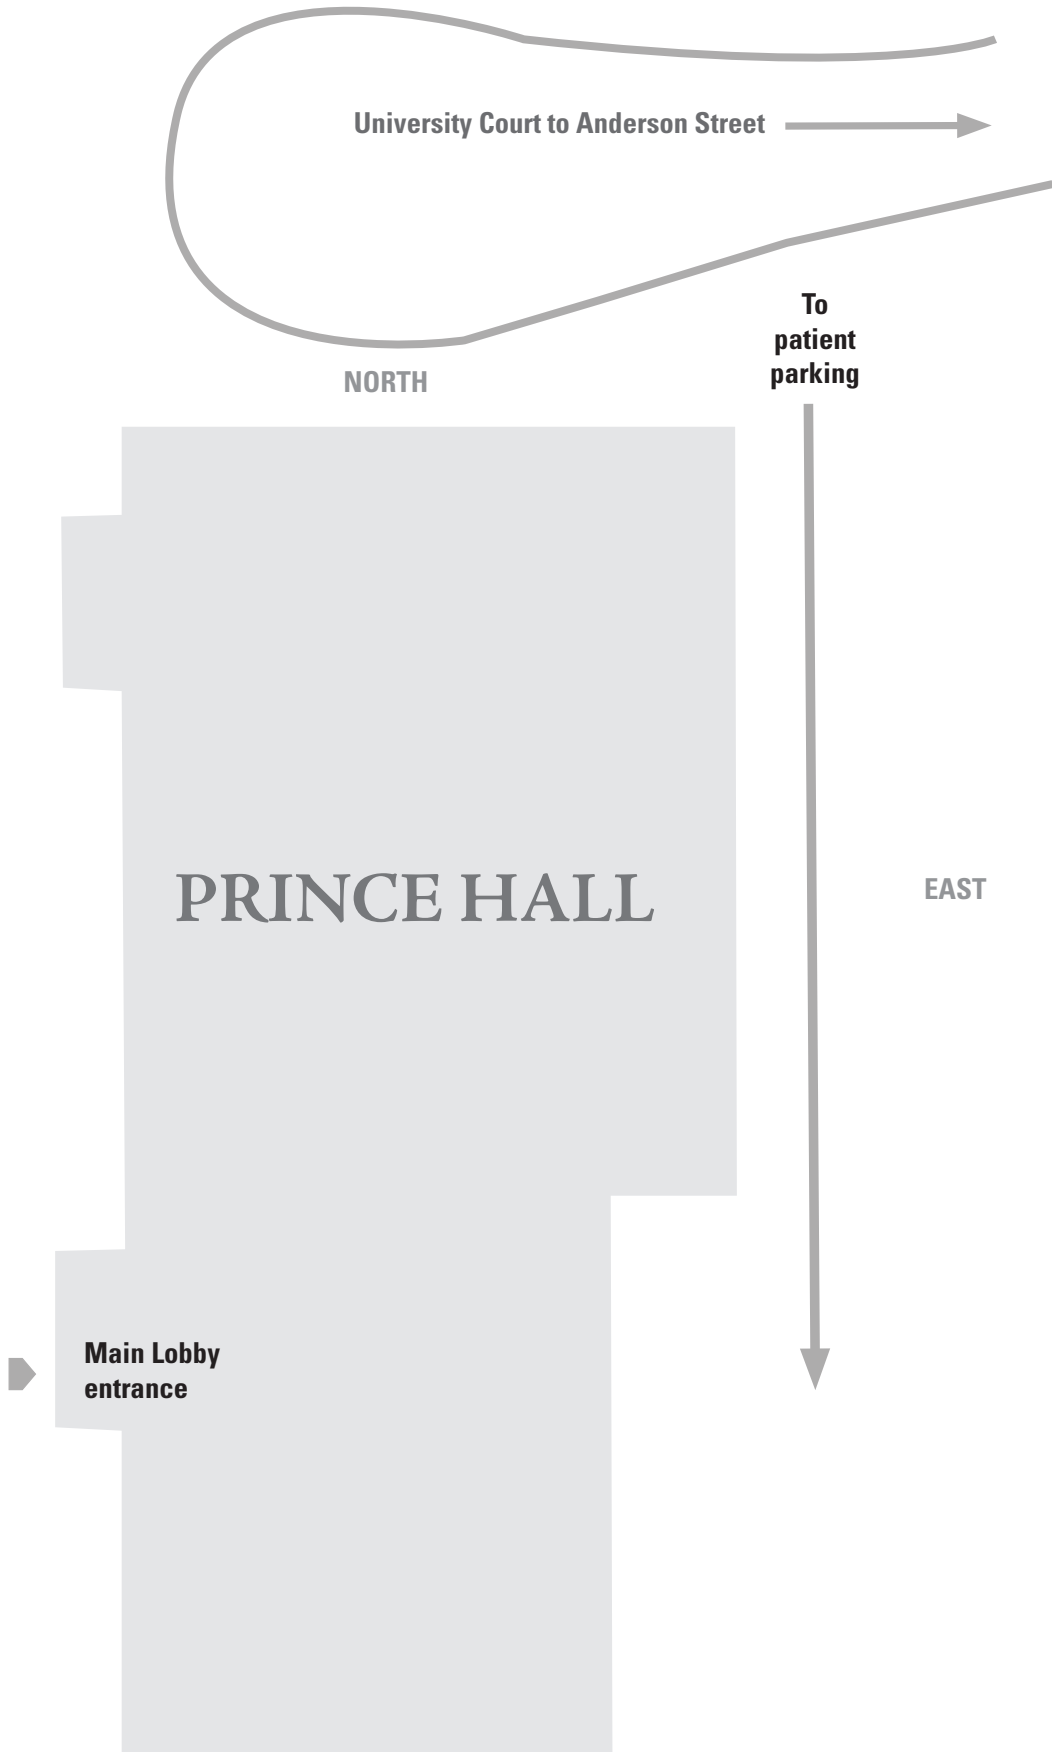 University Court to Anderson Street
To
patient
parking
NORTH
PRINCE HALL
EAST
Main Lobby
entrance